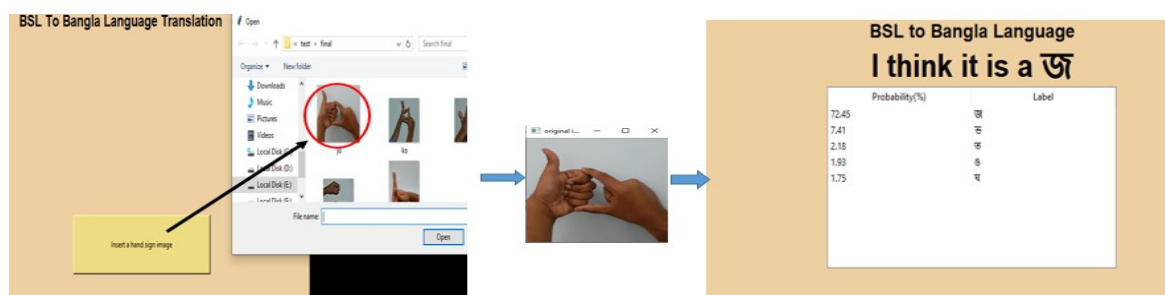 BSL To Bangla Language Translation
Open
« test > final
Search final
Organize
New folder
Downloads
Music
Pictures
Videos
Local Disk
Local Disk (D:)
Local Disk (E:)
jo
ko
File name:
Open
Insert a hand sign image
original i...
BSL to Bangla Language
I think it is a জ
Probability(%) Label
72.45 জ
7.41
2.18
1.93
1.75